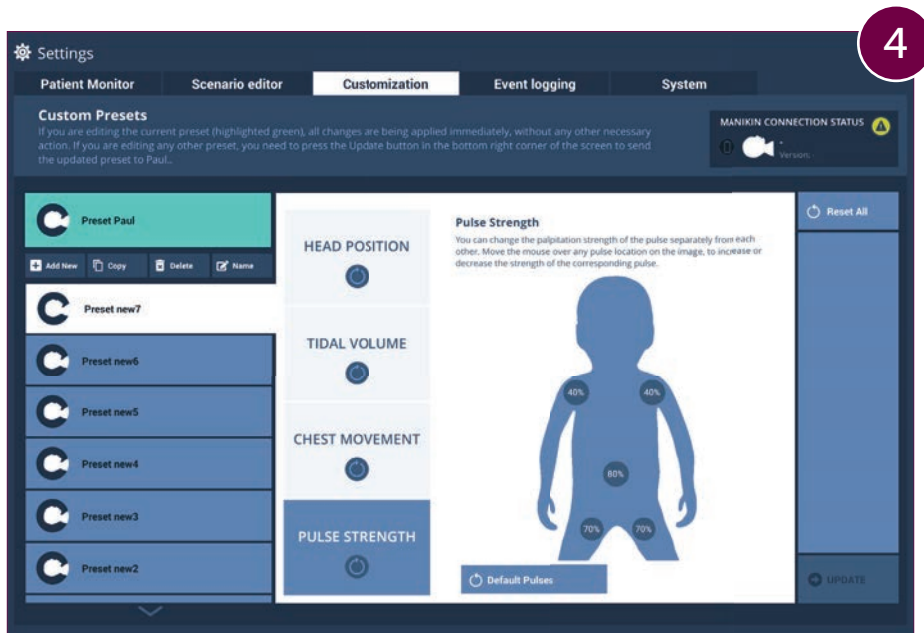 4
Settings
Patient Monitor
Scenario editor
Customization
Event logging
System
Custom Presets
If you are editing the current preset (highlighted green), all changes are being applied immediately, without any other necessary
action. If you are editing any other preset, you need to press the Update button in the bottom right corner of the screen to send
the updated preset to Paul..
MANIKIN CONNECTION STATUS
-
Version:
Preset Paul
Add New
Copy
Delete
Name
Preset new7
Preset new6
Preset new5
Preset new4
Preset new3
Preset new2
HEAD POSITION
TIDAL VOLUME
CHEST MOVEMENT
PULSE STRENGTH
Pulse Strength
You can change the palpitation strength of the pulse separately from each
other. Move the mouse over any pulse location on the image, to increase or
decrease the strength of the corresponding pulse.
40%
40%
80%
70%
70%
Default Pulses
Reset All
UPDATE